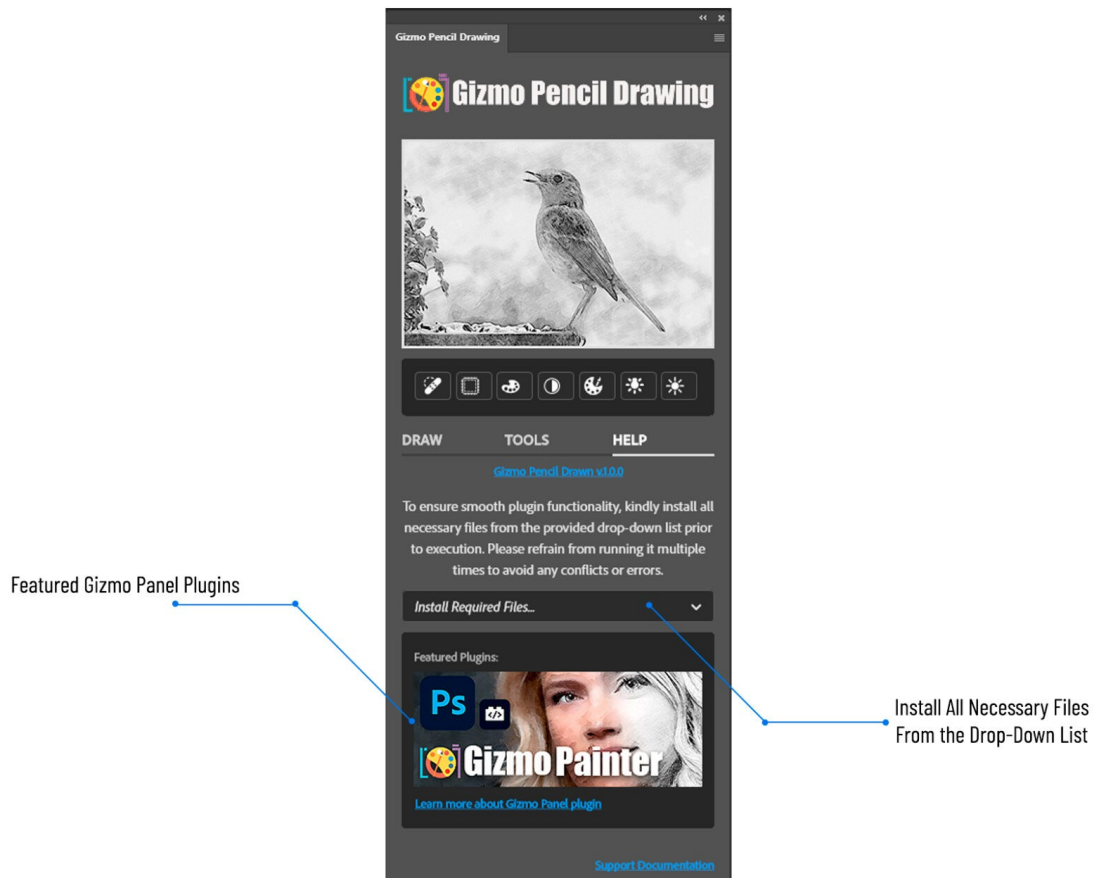 Gizmo Pencil Drawing
Gizmo Pencil Drawing
DRAW TOOLS HELP
Gizmo Pencil Drawn v.1.0.0
To ensure smooth plugin functionality, kindly install all
necessary files from the provided drop-down list prior
to execution. Please refrain from running it multiple
times to avoid any conflicts or errors.
Featured Gizmo Panel Plugins
Install Required Files...
Featured Plugins:
Ps
Gizmo Painter
Install All Necessary Files
From the Drop-Down List
Learn more about Gizmo Panel plugin
Support Documentation